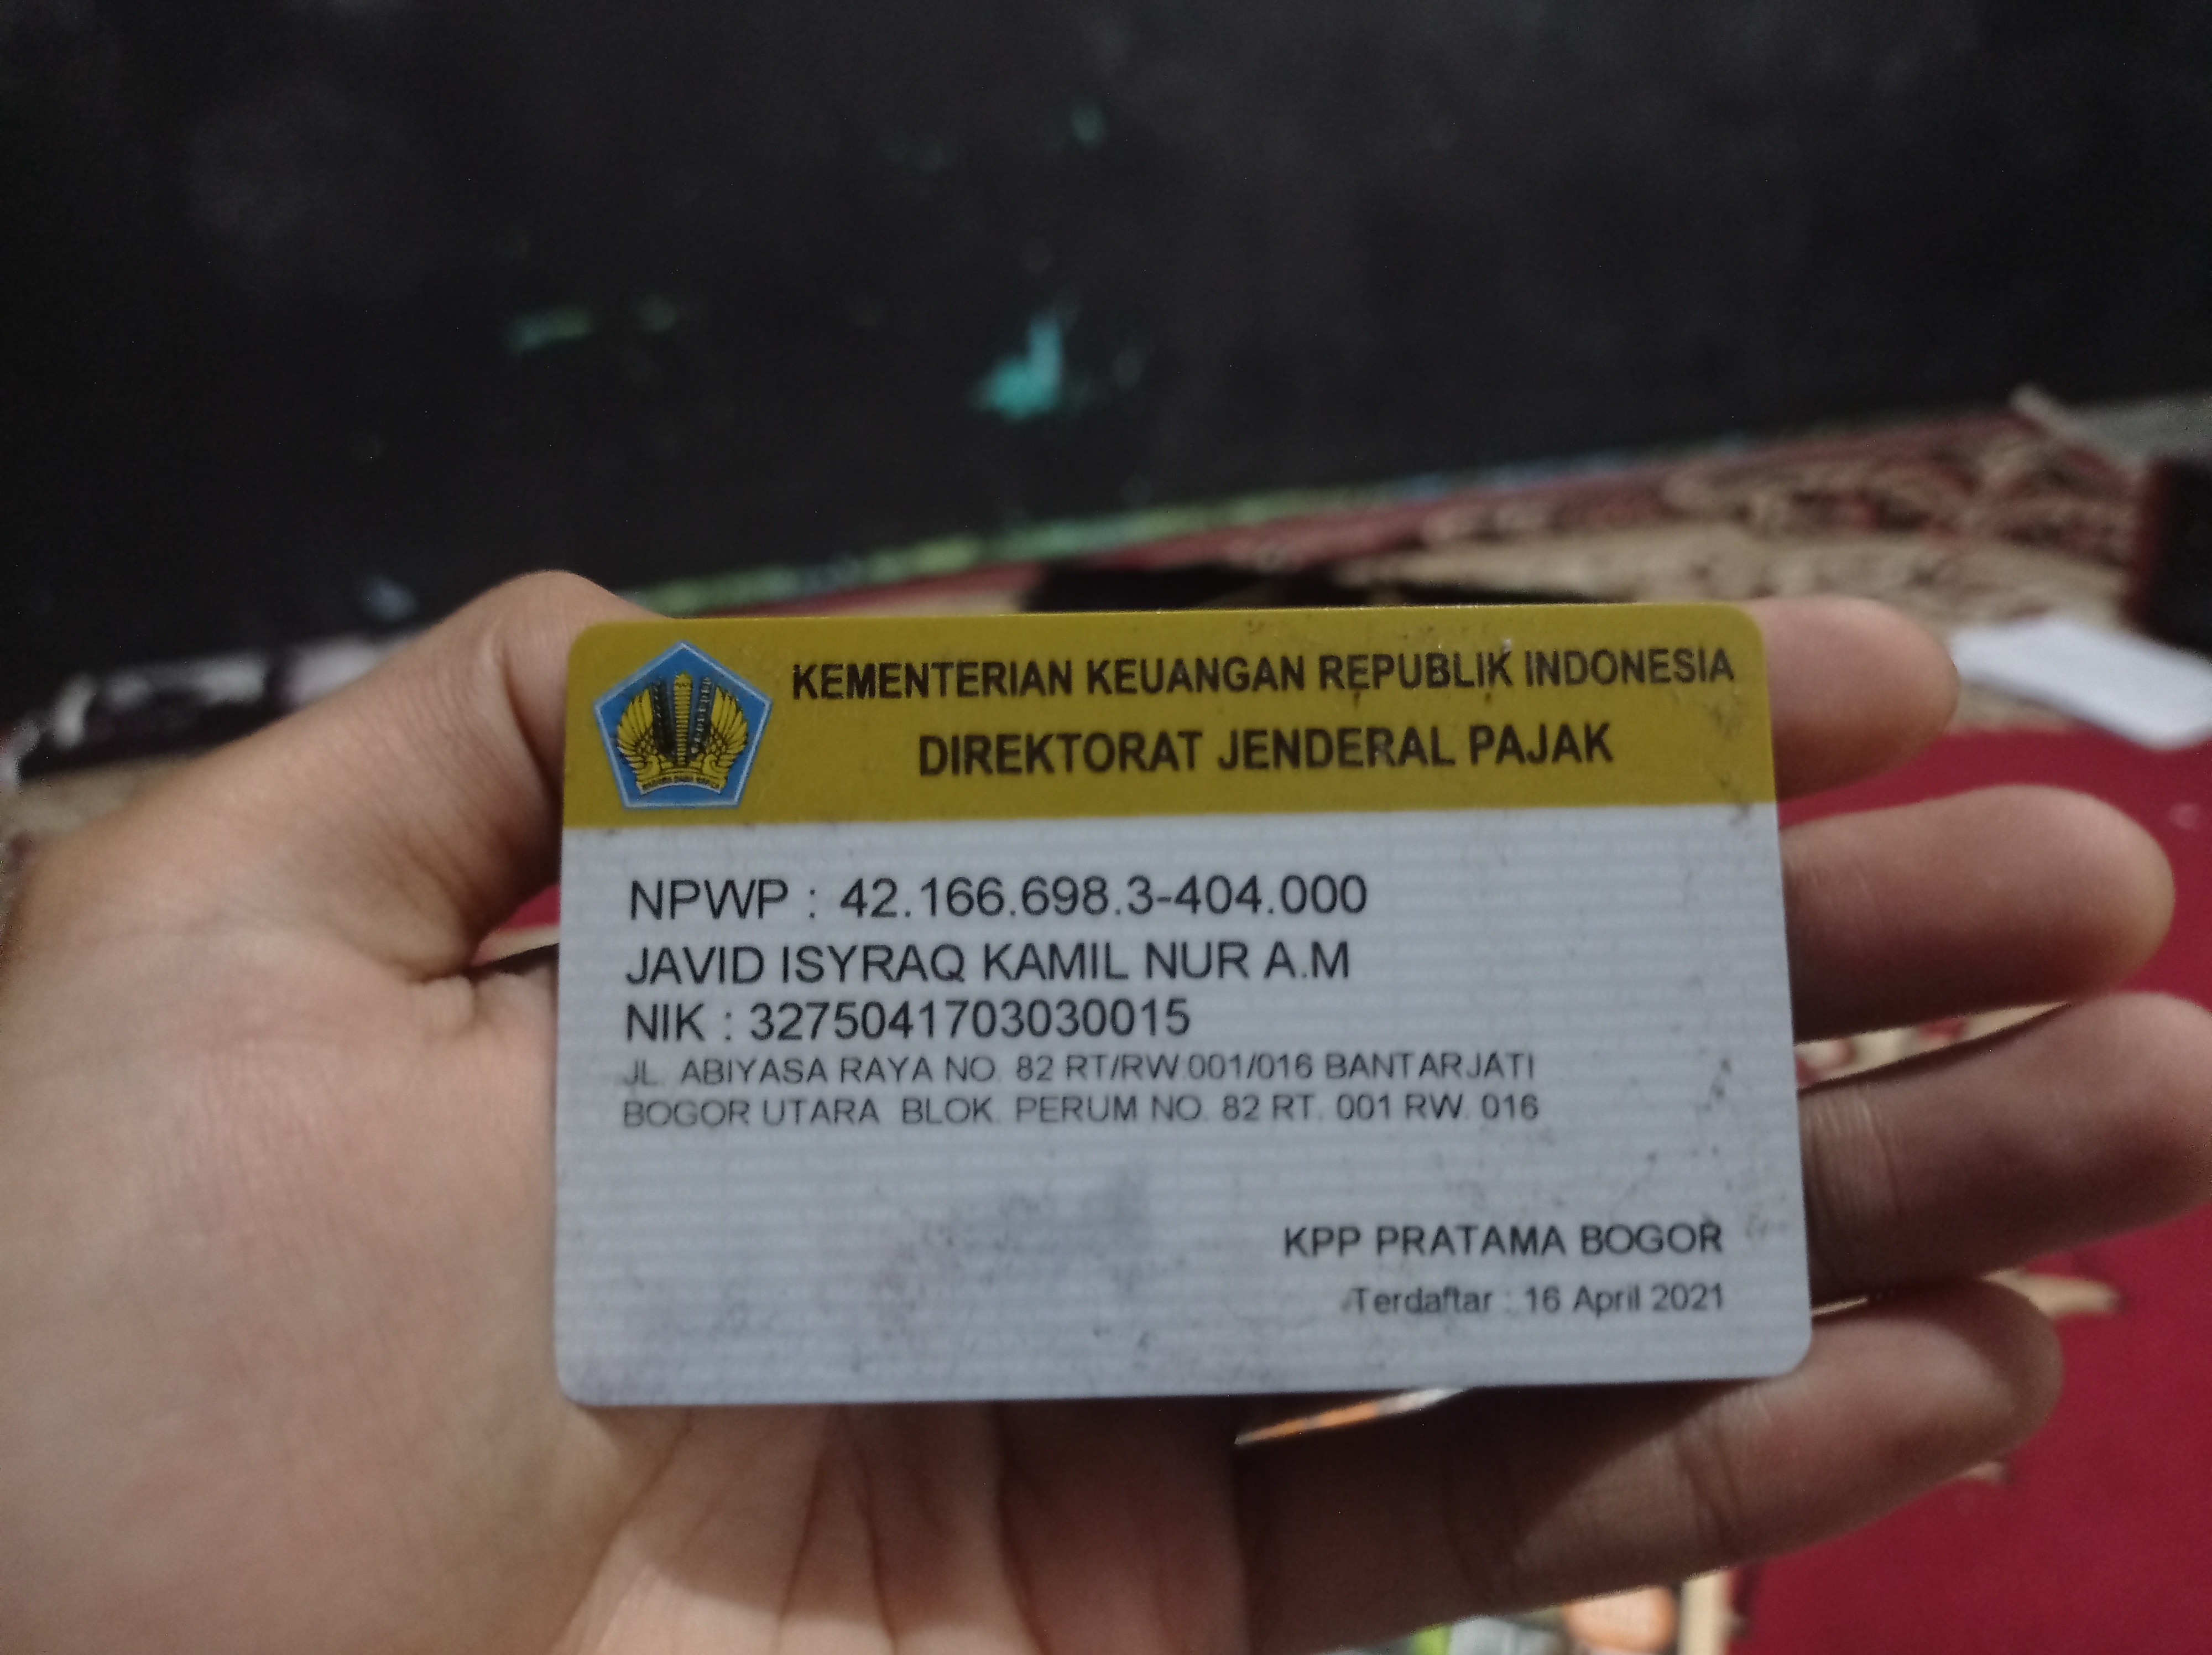 KEMENTERIAN KEUANGAN REPUBLIK INDONESIA
DIREKTORAT JENDERAL PAJAK
NPWP : 42.166.698.3-404.000
JAVID ISYRAQ KAMIL NUR A.M
NIK : 3275041703030015
JL. ABIYASA RAYA NO. 82 RT/RW.001/016 BANTARJATI
BOGOR UTARA BLOK. PERUM NO. 82 RT. 001 RW. 016
KPP PRATAMA BOGOR
Terdaftar : 16 April 2021